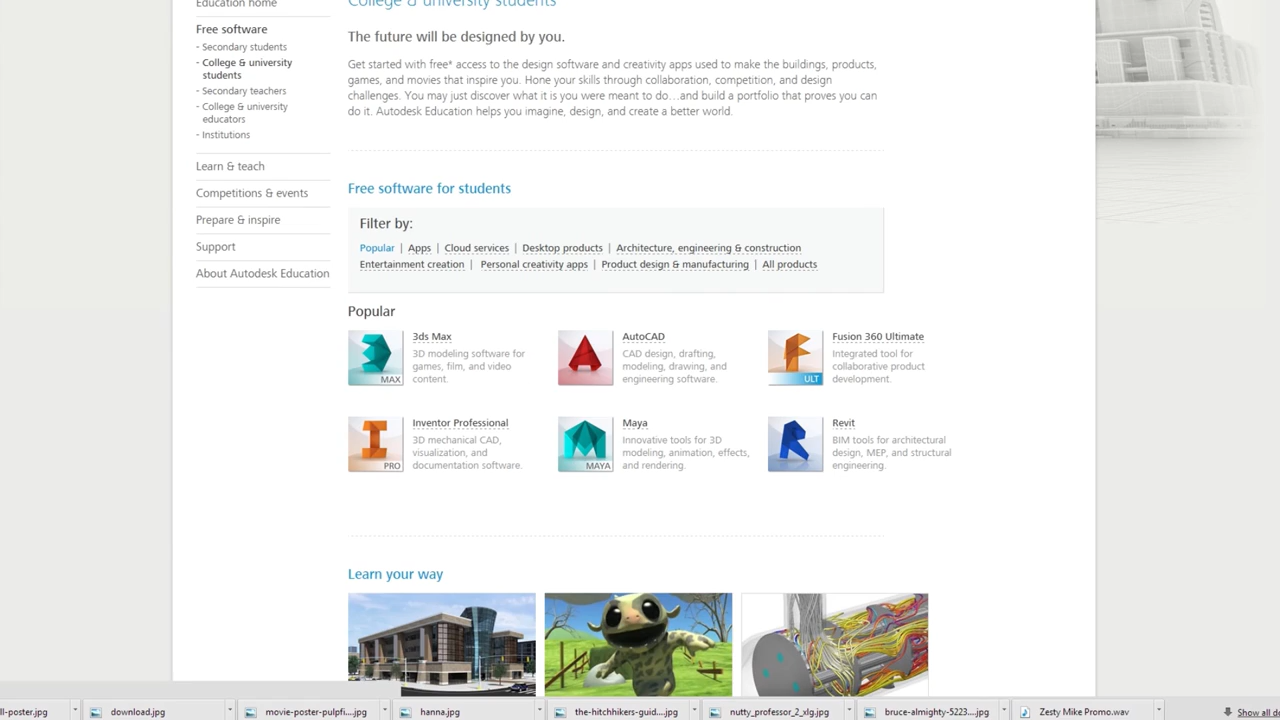 Education home
Free software
- Secondary students
- College & university
students
- Secondary teachers
- College & university
educators
- Institutions
Learn & teach
Competitions & events
Prepare & inspire
Support
About Autodesk Education
College & university students
The future will be designed by you.
Get started with free* access to the design software and creativity apps used to make the buildings, products,
games, and movies that inspire you. Hone your skills through collaboration, competition, and design
challenges. You may just discover what it is you were meant to do…and build a portfolio that proves you can
do it. Autodesk Education helps you imagine, design, and create a better world.
Free software for students
Filter by:
Popular | Apps | Cloud services | Desktop products | Architecture, engineering & construction
Entertainment creation | Personal creativity apps | Product design & manufacturing | All products
Popular
3ds Max
3D modeling software for
games, film, and video
content.
MAX
AutoCAD
CAD design, drafting,
modeling, drawing, and
engineering software.
Fusion 360 Ultimate
Integrated tool for
collaborative product
development.
ULT
Inventor Professional
3D mechanical CAD,
visualization, and
documentation software.
PRO
Maya
Innovative tools for 3D
modeling, animation, effects,
and rendering.
MAYA
Revit
BIM tools for architectural
design, MEP, and structural
engineering.
Learn your way
ll-poster.jpg
download.jpg
movie-poster-pulpfi....jpg
hanna.jpg
the-hitchhikers-guid....jpg
nutty_professor_2_xlg.jpg
bruce-almighty-5223....jpg
Zesty Mike Promo.wav
Show all do